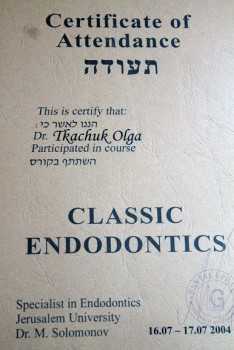 Certificate of
Attendance
תעודה
This is certify that:
הננו לאשר כי:
Dr. Tkachuk Olga
Participated in course
השתתף בקורס
CLASSIC
ENDODONTICS
Specialist in Endodontics
Jerusalem University
Dr. M. Solomonov
16.07 – 17.07 2004
G